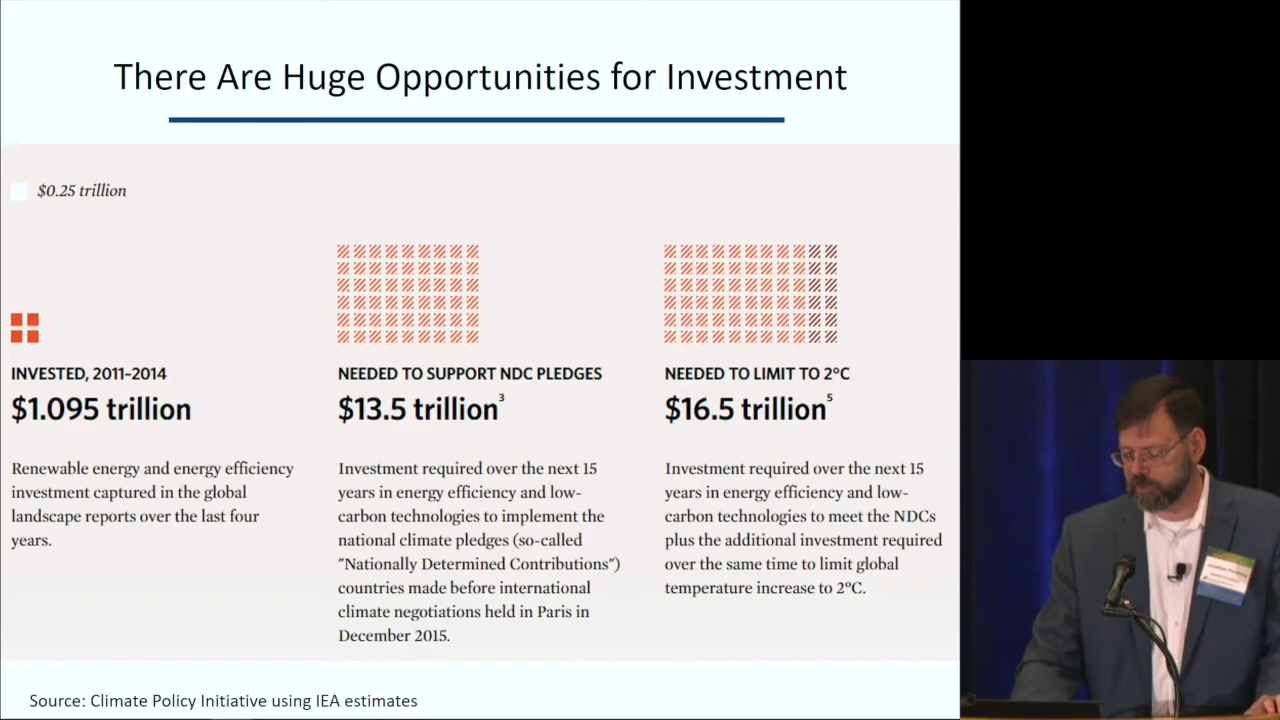 There Are Huge Opportunities for Investment
$0.25 trillion
INVESTED, 2011-2014
$1.095 trillion
Renewable energy and energy efficiency
investment captured in the global
landscape reports over the last four
years.
NEEDED TO SUPPORT NDC PLEDGES
$13.5 trillion³
Investment required over the next 15
years in energy efficiency and low-
carbon technologies to implement the
national climate pledges (so-called
"Nationally Determined Contributions")
countries made before international
climate negotiations held in Paris in
December 2015.
NEEDED TO LIMIT TO 2°C
$16.5 trillion⁵
Investment required over the next 15
years in energy efficiency and low-
carbon technologies to meet the NDCs
plus the additional investment required
over the same time to limit global
temperature increase to 2°C.
Source: Climate Policy Initiative using IEA estimates